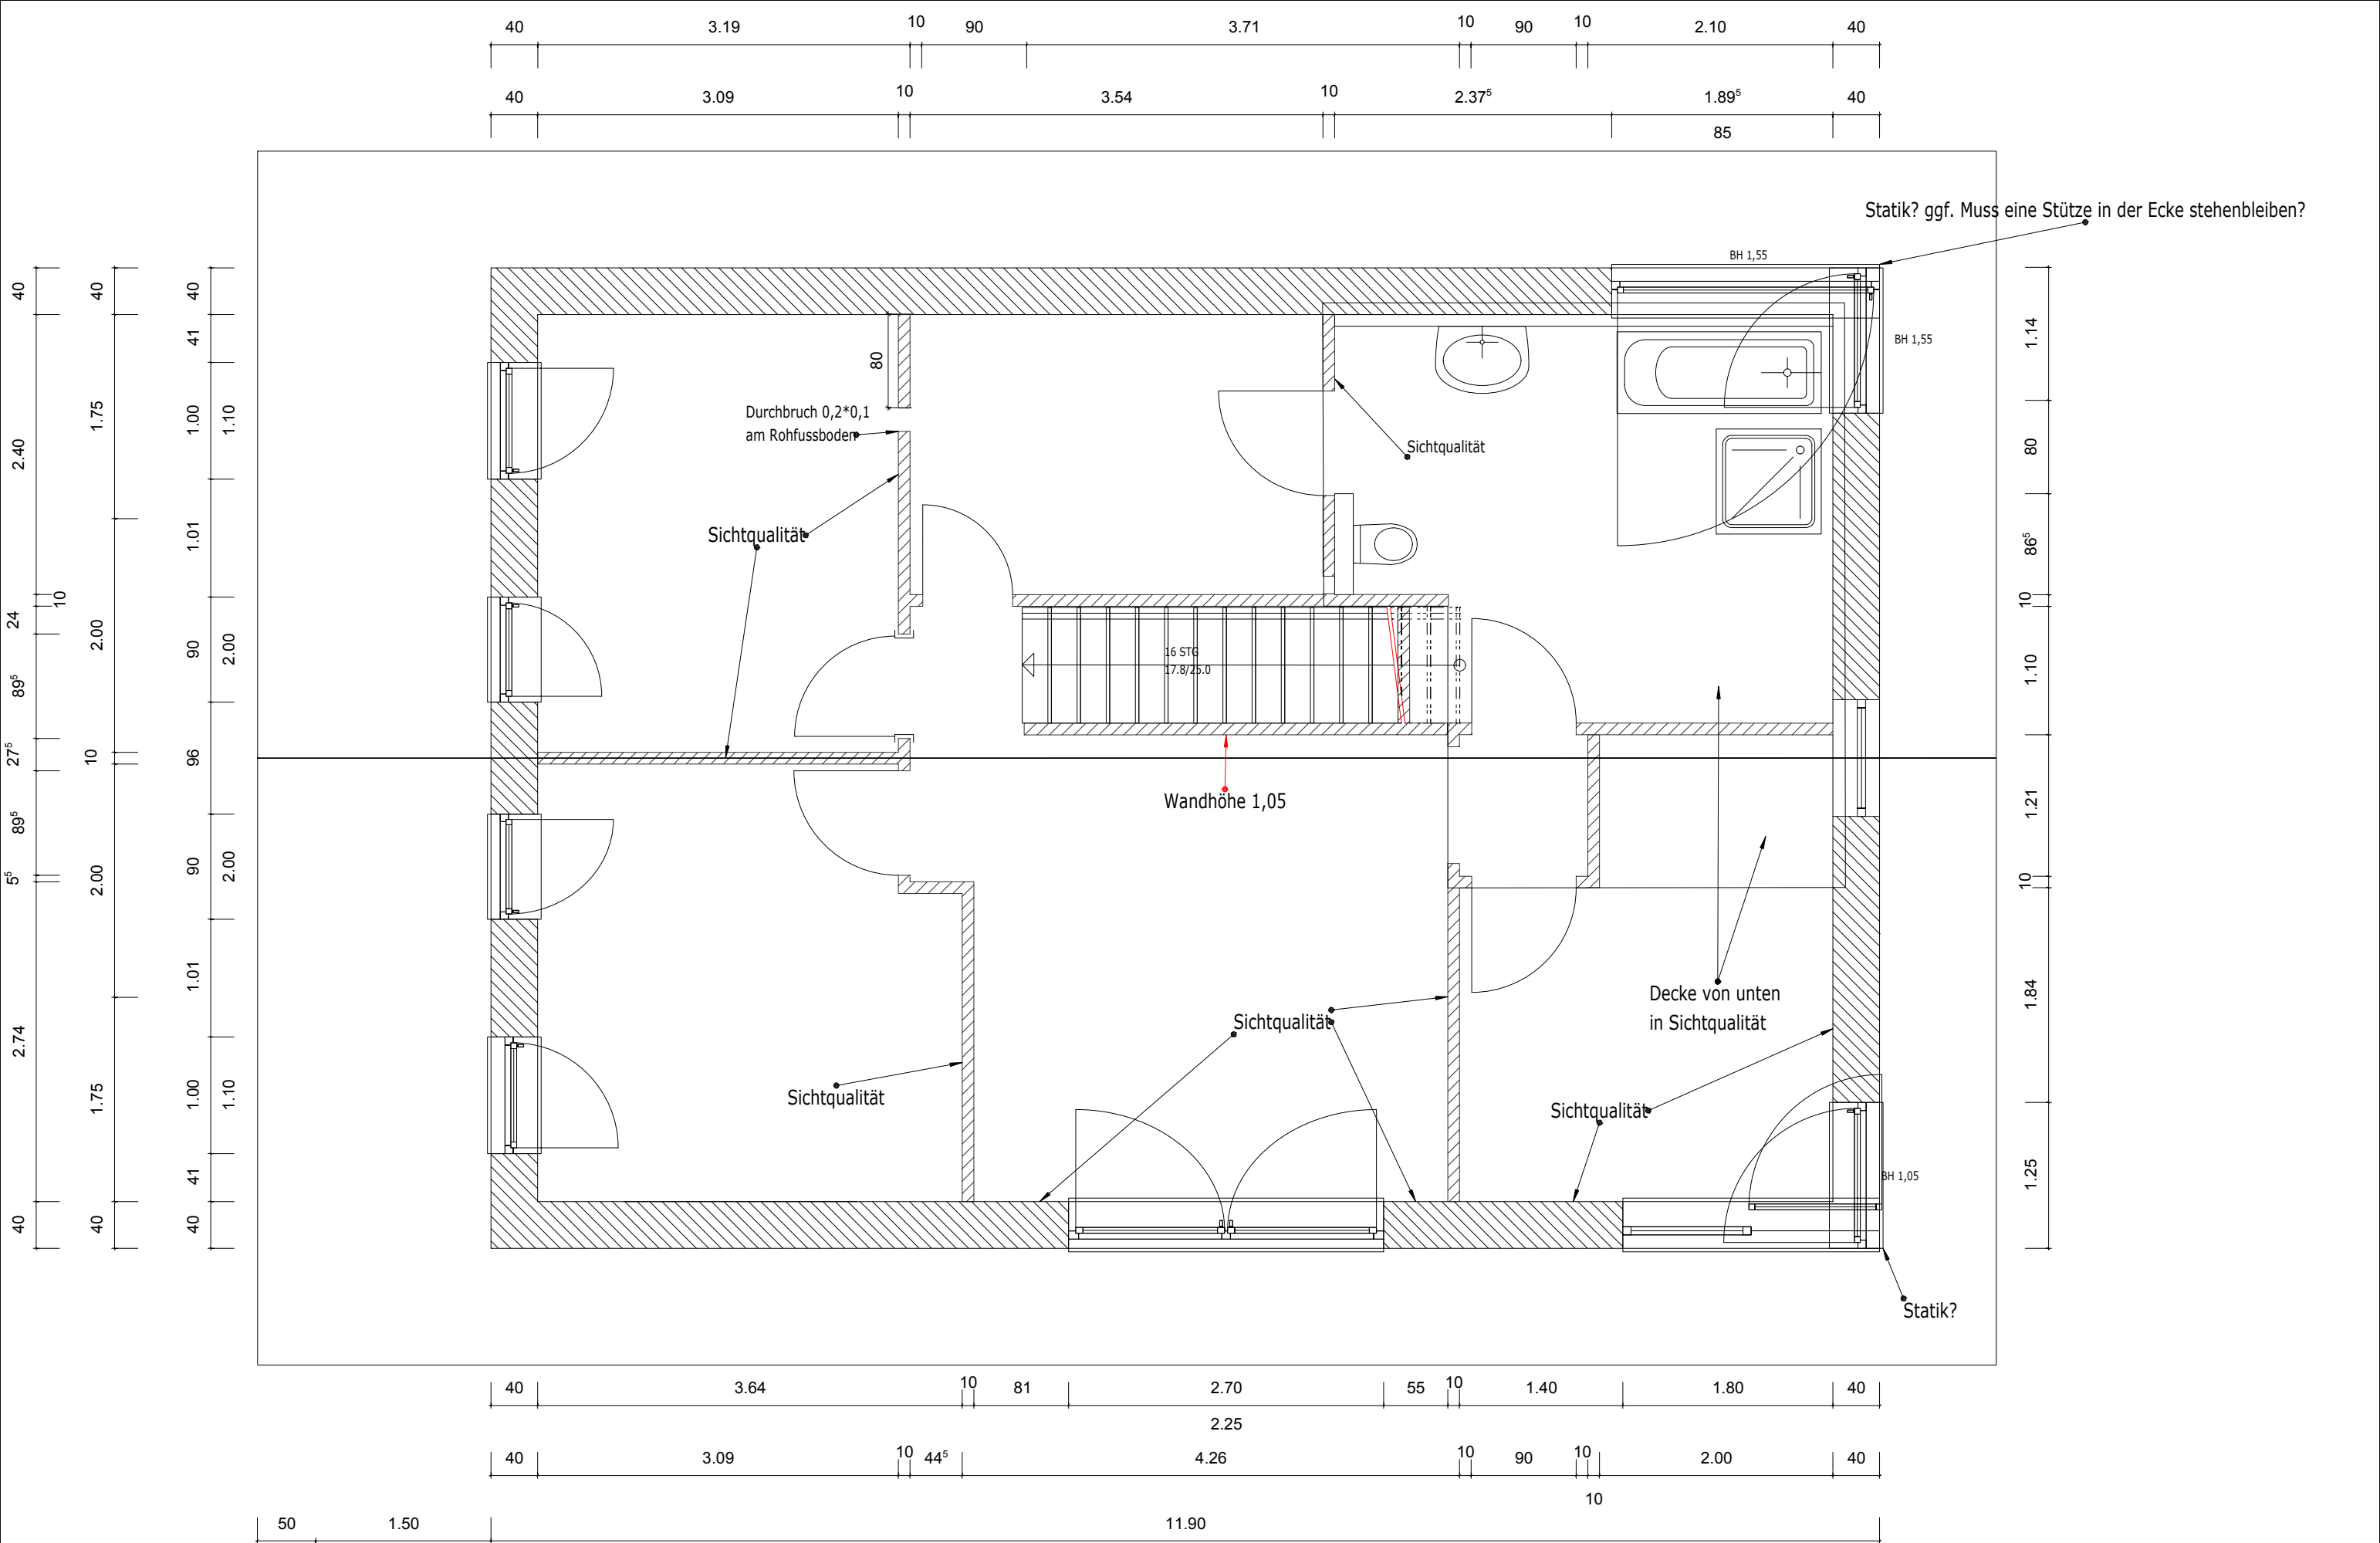 40 3.19 10 90 3.71 10 90 10 2.10 40
40 3.09 10 3.54 10 2.37⁵ 1.89⁵ 40
85
Statik? ggf. Muss eine Stütze in der Ecke stehenbleiben?
BH 1,55
BH 1,55
80
Durchbruch 0,2*0,1
am Rohfussboden
Sichtqualität
Sichtqualität
16 STG
17.8/25.0
Wandhöhe 1,05
Decke von unten
in Sichtqualität
Sichtqualität
Sichtqualität
Sichtqualität
BH 1,05
Statik?
40
2.40
10
24
89⁵
27⁵
89⁵
5⁵
2.74
40
40
1.75
2.00
10
2.00
1.75
40
40
41
1.00 1.10
1.01
90 2.00
96
90 2.00
1.01
1.00 1.10
41
40
1.14
80
86⁵
10
1.10
1.21
10
1.84
1.25
40 3.64 10 81 2.70 55 10 1.40 1.80 40
2.25
40 3.09 10 44⁵ 4.26 10 90 10 2.00 40
10
50 1.50 11.90